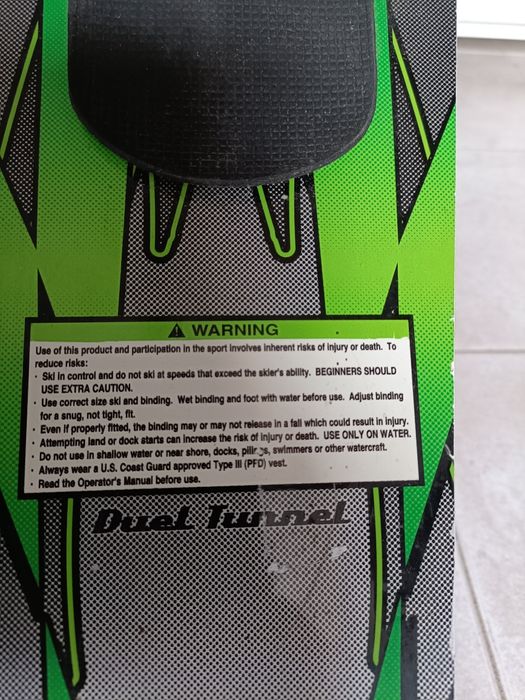 WARNING
Use of this product and participation in the sport involves inherent risks of injury or death. To
reduce risks:
· Ski in control and do not ski at speeds that exceed the skier's ability. BEGINNERS SHOULD
USE EXTRA CAUTION.
· Use correct size ski and binding. Wet binding and foot with water before use. Adjust binding
for a snug, not tight, fit.
· Even if properly fitted, the binding may or may not release in a fall which could result in injury.
· Attempting land or dock starts can increase the risk of injury or death. USE ONLY ON WATER.
· Do not use in shallow water or near shore, docks, pilings, swimmers or other watercraft.
· Always wear a U.S. Coast Guard approved Type III (PFD) vest.
· Read the Operator's Manual before use.
Duel Tunnel